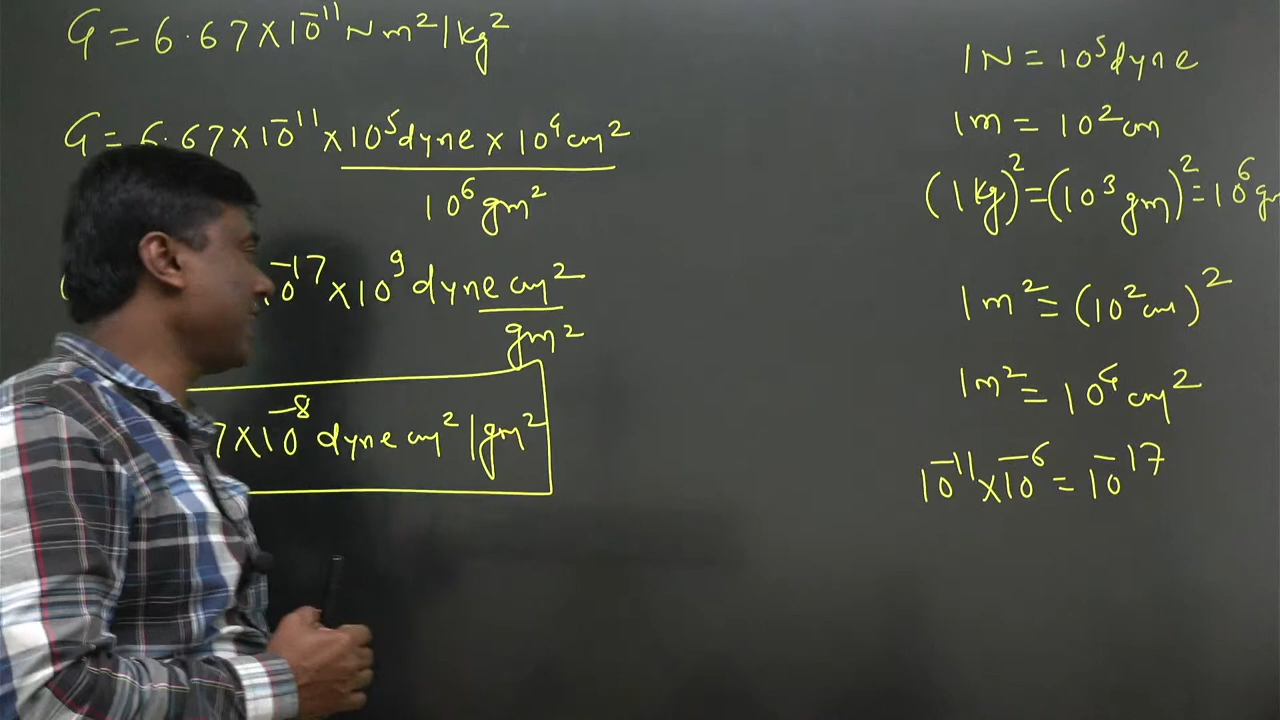 G = 6.67×10⁻¹¹ N m²/kg²
G = 6.67×10⁻¹¹ × 10⁵ dyne × 10⁴ cm²
10⁶ gm²
10⁻¹⁷ × 10⁹ dyne cm²
gm²
7×10⁻⁸ dyne cm²/gm²
1N = 10⁵ dyne
1m = 10² cm
(1kg)² = (10³ gm)² = 10⁶ gm
1m² = (10² cm)²
1m² = 10⁴ cm²
10⁻¹¹ × 10⁻⁶ = 10⁻¹⁷